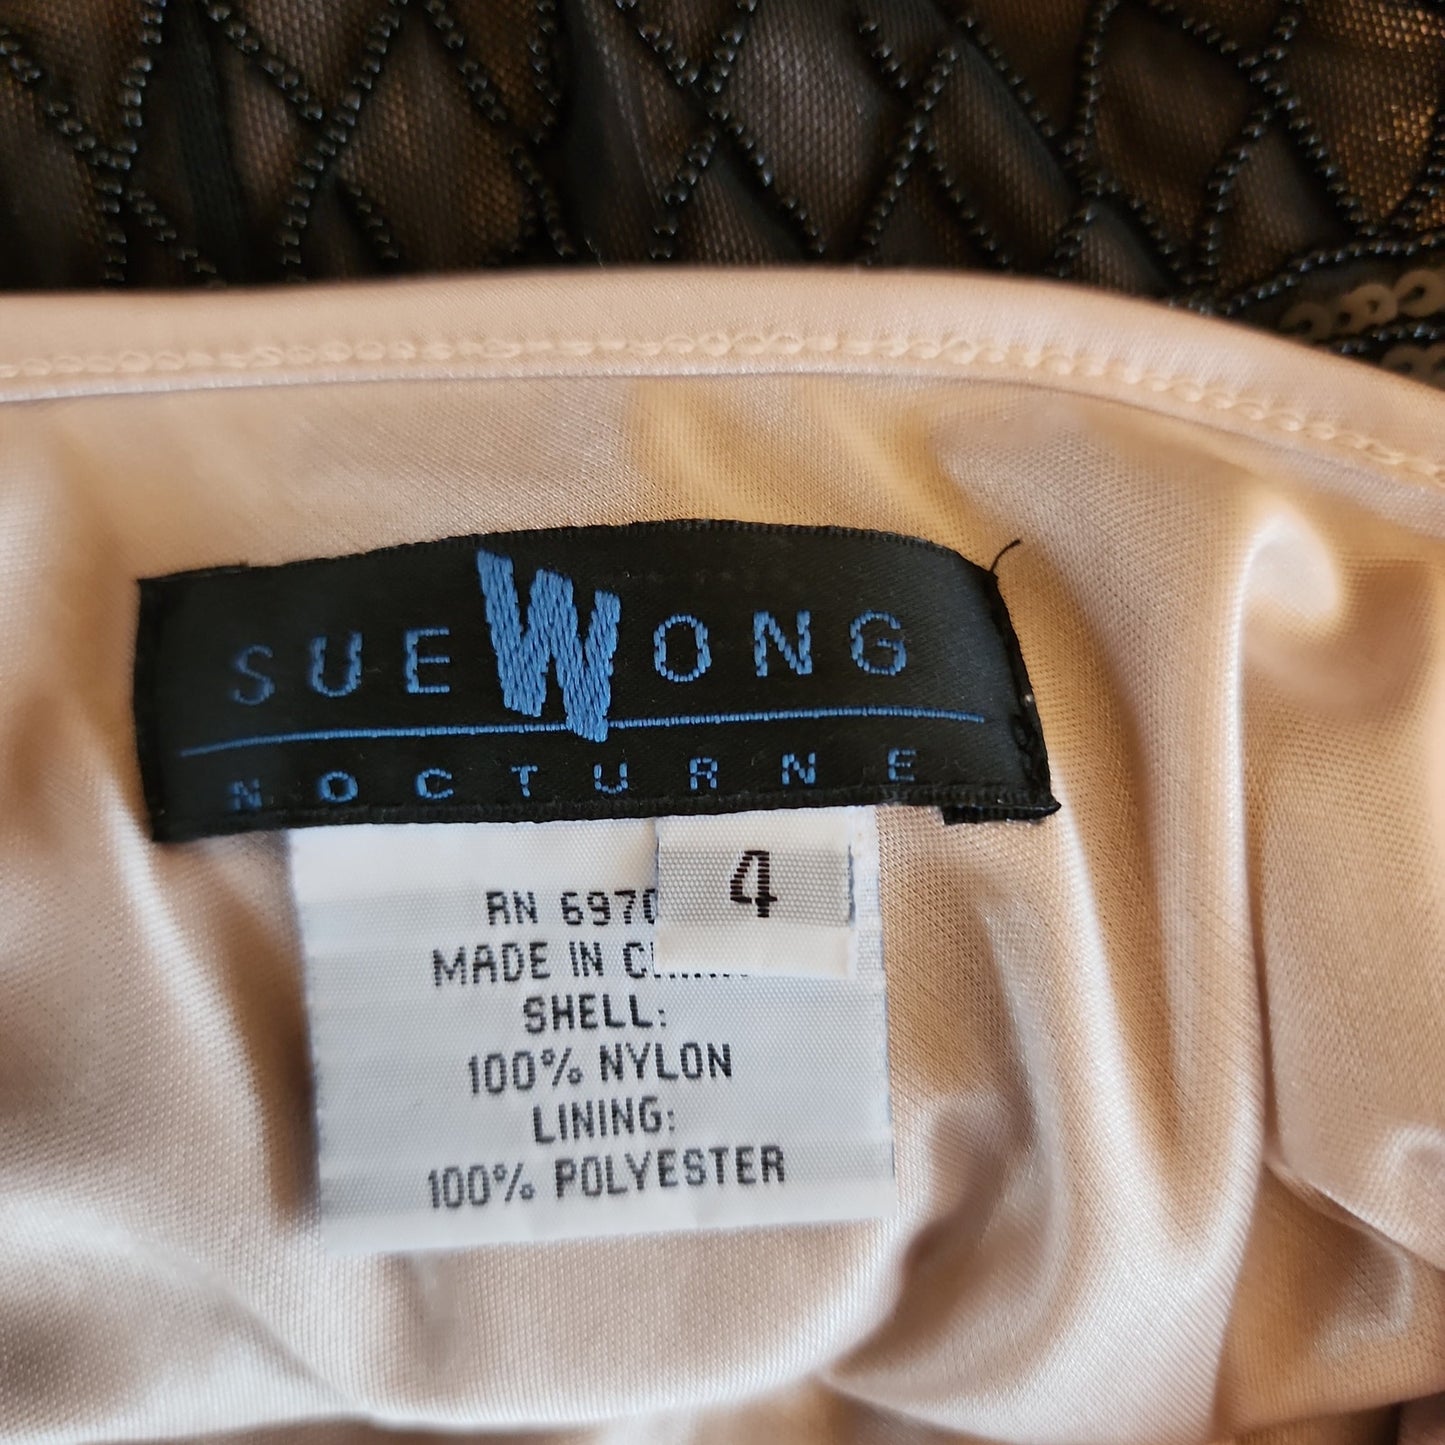 SUE WONG
NOCTURNE
4
RN 6970
MADE IN
SHELL:
100% NYLON
LINING:
100% POLYESTER